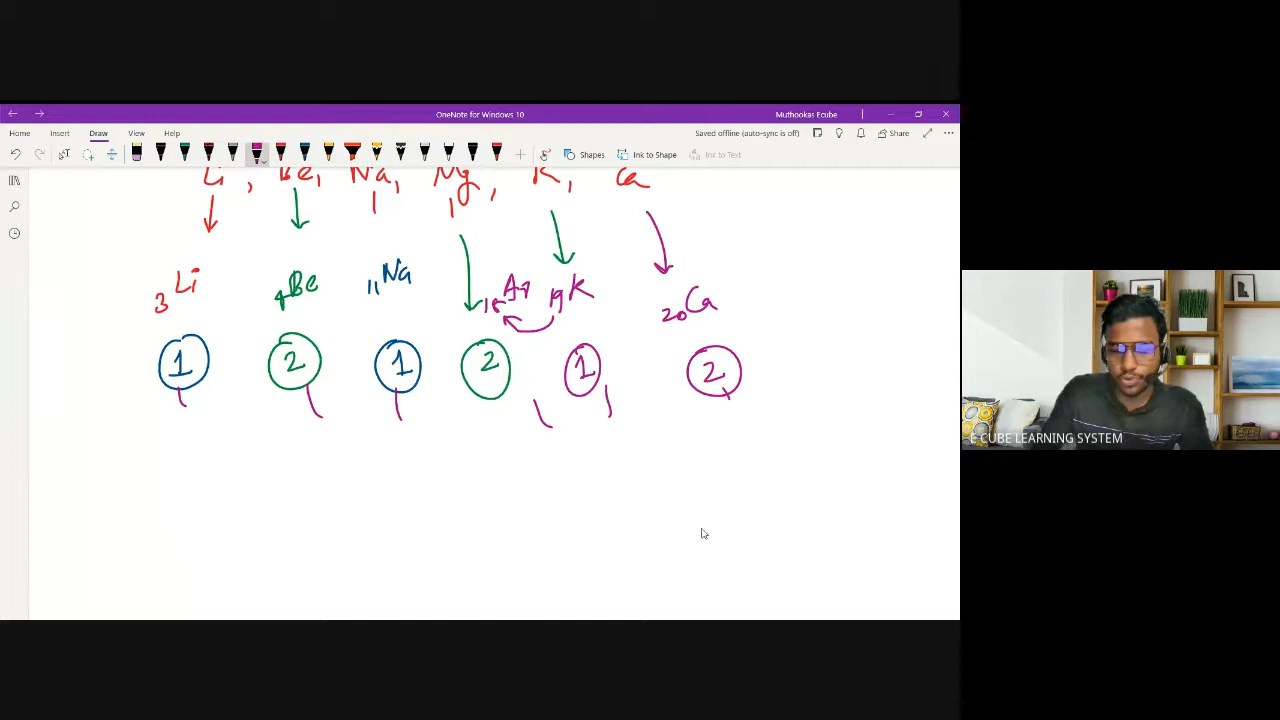 OneNote for Windows 10
Muthookas Ecube
Home Insert Draw View Help
Saved offline (auto-sync is off)
Share
Shapes
Ink to Shape
Ink to Text
Li, Be, Na, Mg, K, Ca
3Li 4Be 11Na 18Ar 19K 20Ca
1 2 1 2 1 2
E CUBE LEARNING SYSTEM